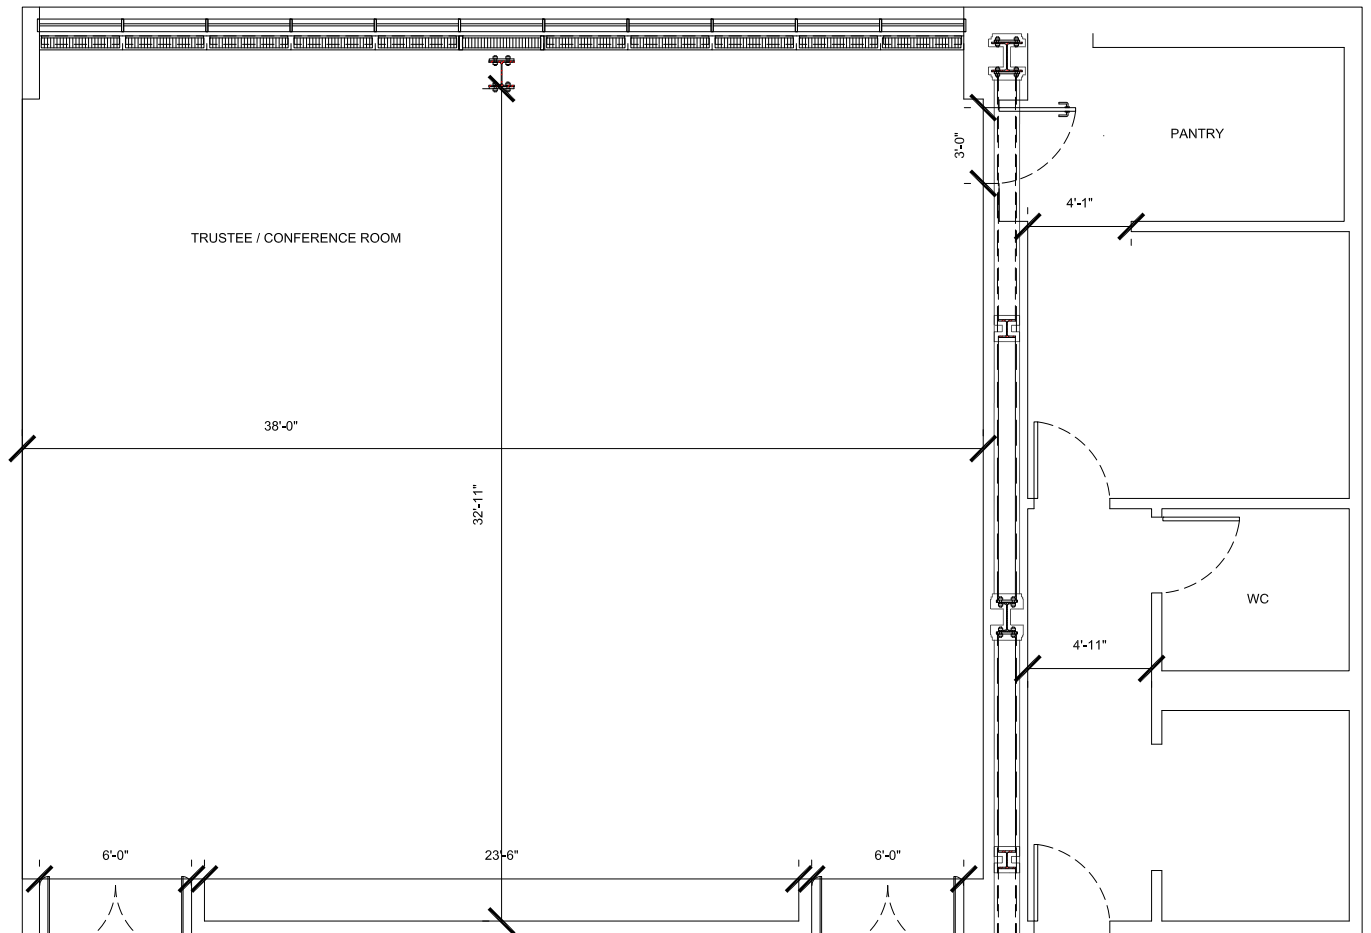 PANTRY
3'-0"
4'-1"
TRUSTEE / CONFERENCE ROOM
38'-0"
32'-11"
WC
4'-11"
6'-0"
23'-6"
6'-0"